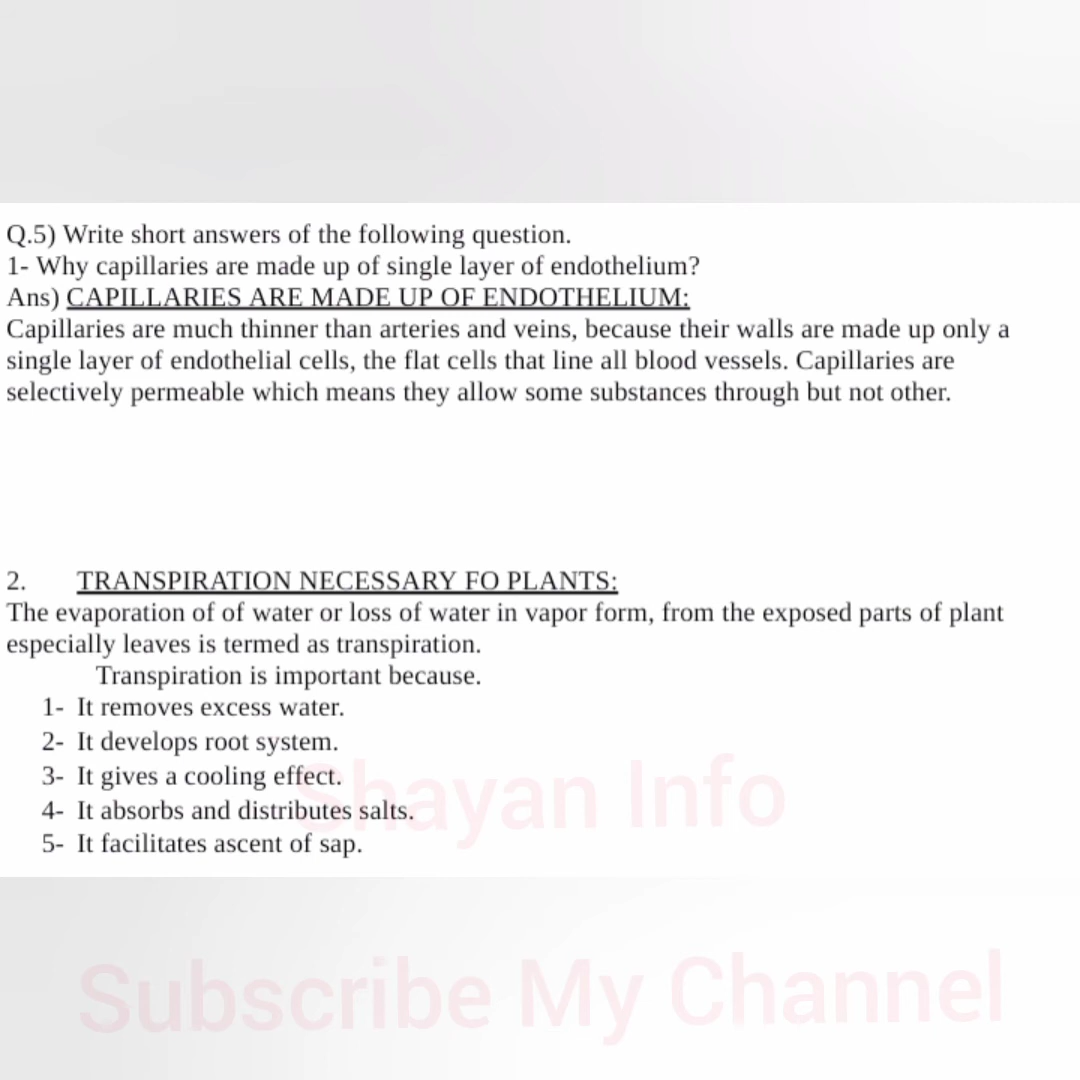 Q.5) Write short answers of the following question.
1- Why capillaries are made up of single layer of endothelium?
Ans) CAPILLARIES ARE MADE UP OF ENDOTHELIUM:
Capillaries are much thinner than arteries and veins, because their walls are made up only a
single layer of endothelial cells, the flat cells that line all blood vessels. Capillaries are
selectively permeable which means they allow some substances through but not other.
2. TRANSPIRATION NECESSARY FO PLANTS:
The evaporation of of water or loss of water in vapor form, from the exposed parts of plant
especially leaves is termed as transpiration.
Transpiration is important because.
1- It removes excess water.
2- It develops root system.
3- It gives a cooling effect.
4- It absorbs and distributes salts.
5- It facilitates ascent of sap.
Shayan Info
Subscribe My Channel